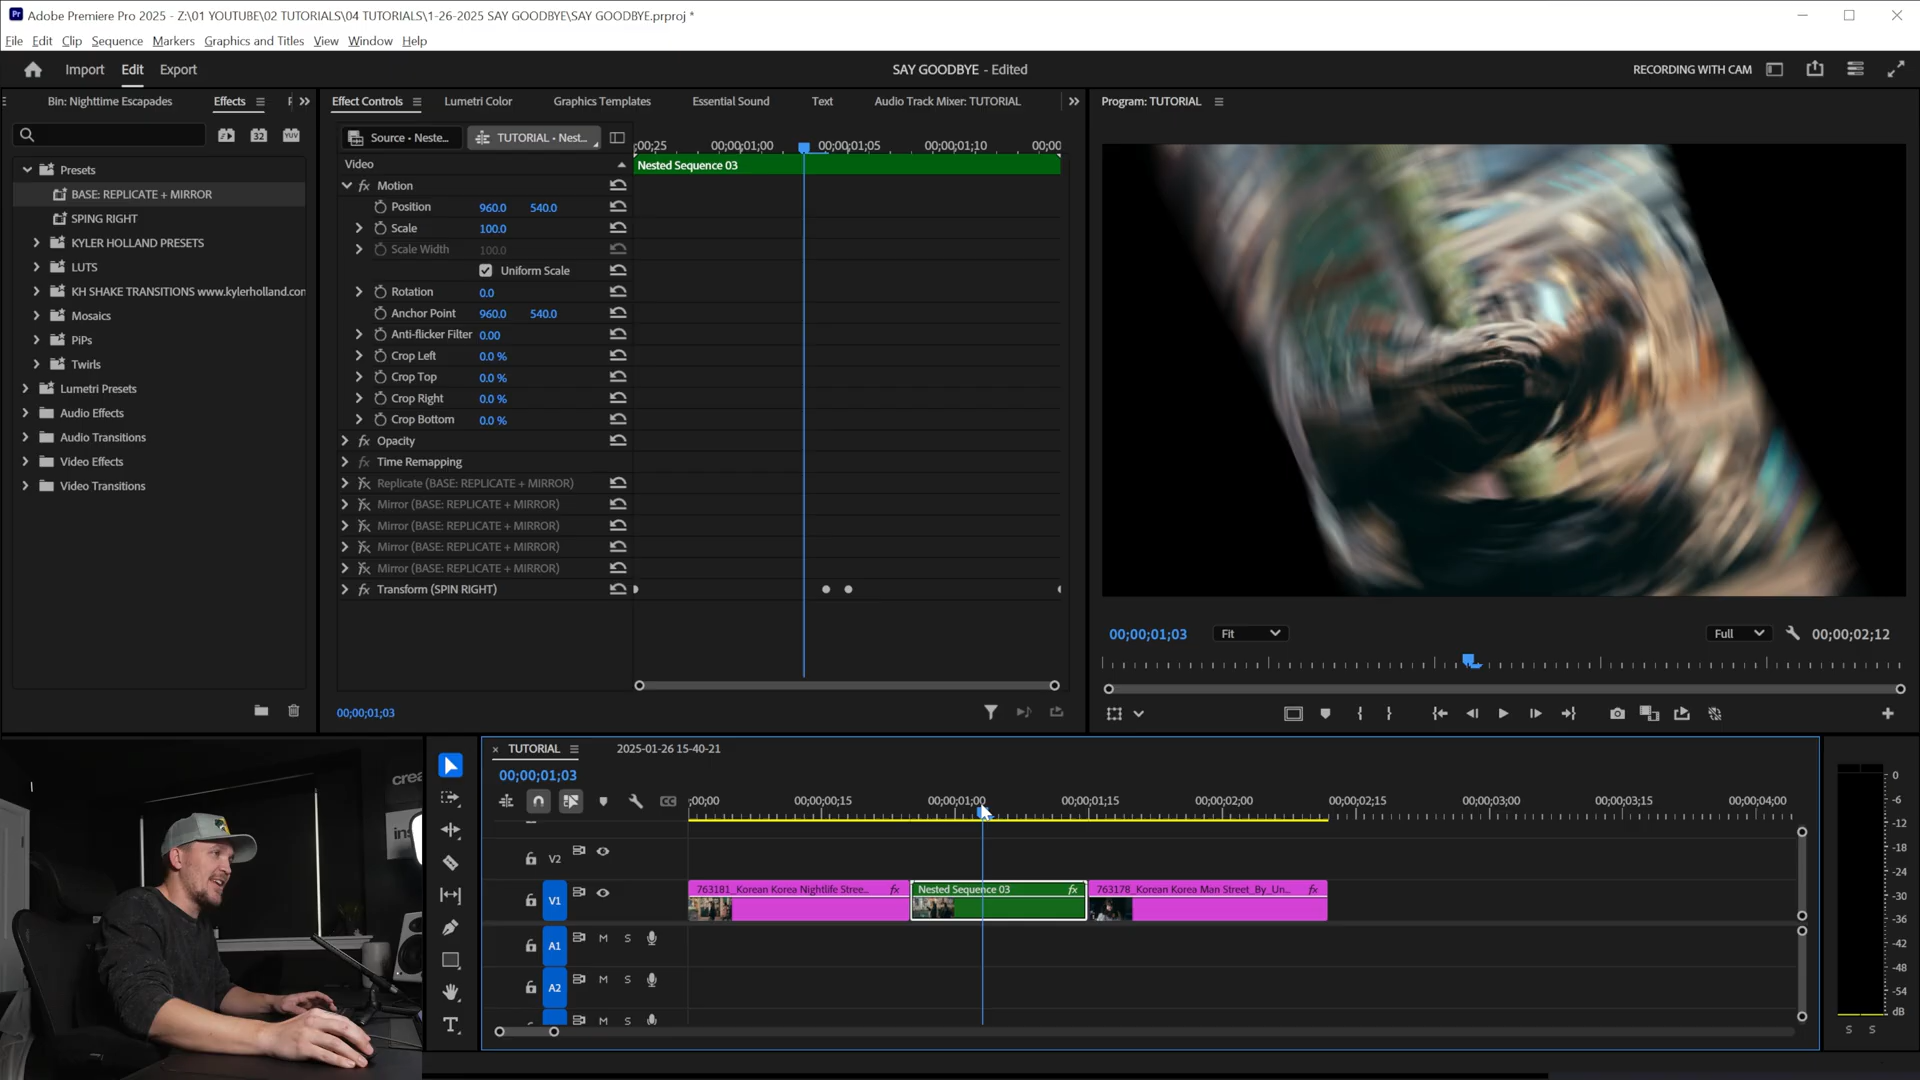 Adobe Premiere Pro 2025 - Z:\01 YOUTUBE\02 TUTORIALS\04 TUTORIALS\1-26-2025 SAY GOODBYE\SAY GOODBYE.prproj *
File Edit Clip Sequence Markers Graphics and Titles View Window Help
Import Edit Export SAY GOODBYE - Edited RECORDING WITH CAM
Bin: Nighttime Escapades Effects
Presets
BASE: REPLICATE + MIRROR
SPING RIGHT
KYLER HOLLAND PRESETS
LUTS
KH SHAKE TRANSITIONS www.kylerholland.con
Mosaics
PiPs
Twirls
Lumetri Presets
Audio Effects
Audio Transitions
Video Effects
Video Transitions
Effect Controls Lumetri Color Graphics Templates Essential Sound Text Audio Track Mixer: TUTORIAL
Source • Neste... TUTORIAL • Nest...
;00;25 00;00;01;00 00;00;01;05 00;00;01;10 00;00
Video Nested Sequence 03
fx Motion
Position 960.0 540.0
Scale 100.0
Scale Width 100.0
Uniform Scale
Rotation 0.0
Anchor Point 960.0 540.0
Anti-flicker Filter 0.00
Crop Left 0.0 %
Crop Top 0.0 %
Crop Right 0.0 %
Crop Bottom 0.0 %
fx Opacity
fx Time Remapping
fx Replicate (BASE: REPLICATE + MIRROR)
fx Mirror (BASE: REPLICATE + MIRROR)
fx Mirror (BASE: REPLICATE + MIRROR)
fx Mirror (BASE: REPLICATE + MIRROR)
fx Mirror (BASE: REPLICATE + MIRROR)
fx Transform (SPIN RIGHT)
00;00;01;03
Program: TUTORIAL
00;00;01;03 Fit Full 00;00;02;12
TUTORIAL 2025-01-26 15-40-21
00;00;01;03
;00;00 00;00;00;15 00;00;01;00 00;00;01;15 00;00;02;00 00;00;02;15 00;00;03;00 00;00;03;15 00;00;04;00
V2
V1 763181_Korean Korea Nightlife Stree... fx Nested Sequence 03 fx 763178_Korean Korea Man Street_By_Un... fx
A1 M S
A2 M S
M S
0
-6
-12
-18
-24
-30
-36
-42
-48
-54
dB
S S
crea
ins